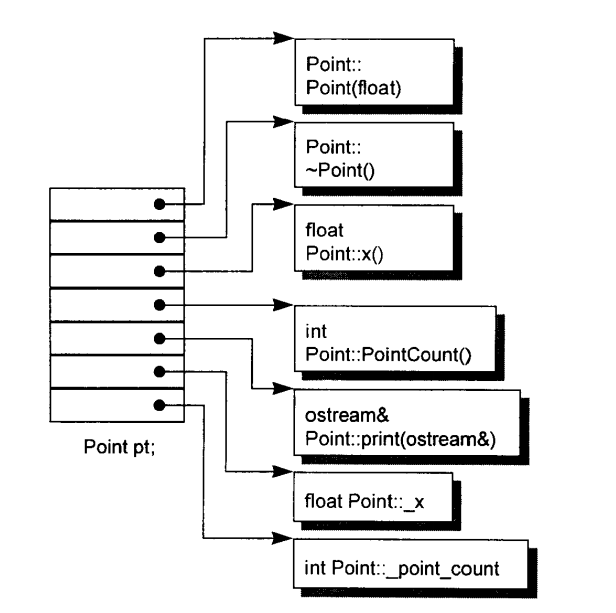 Point::
Point(float)
Point::
~Point()
float
Point::x()
int
Point::PointCount()
ostream&
Point::print(ostream&)
Point pt;
float Point::_x
int Point::_point_count